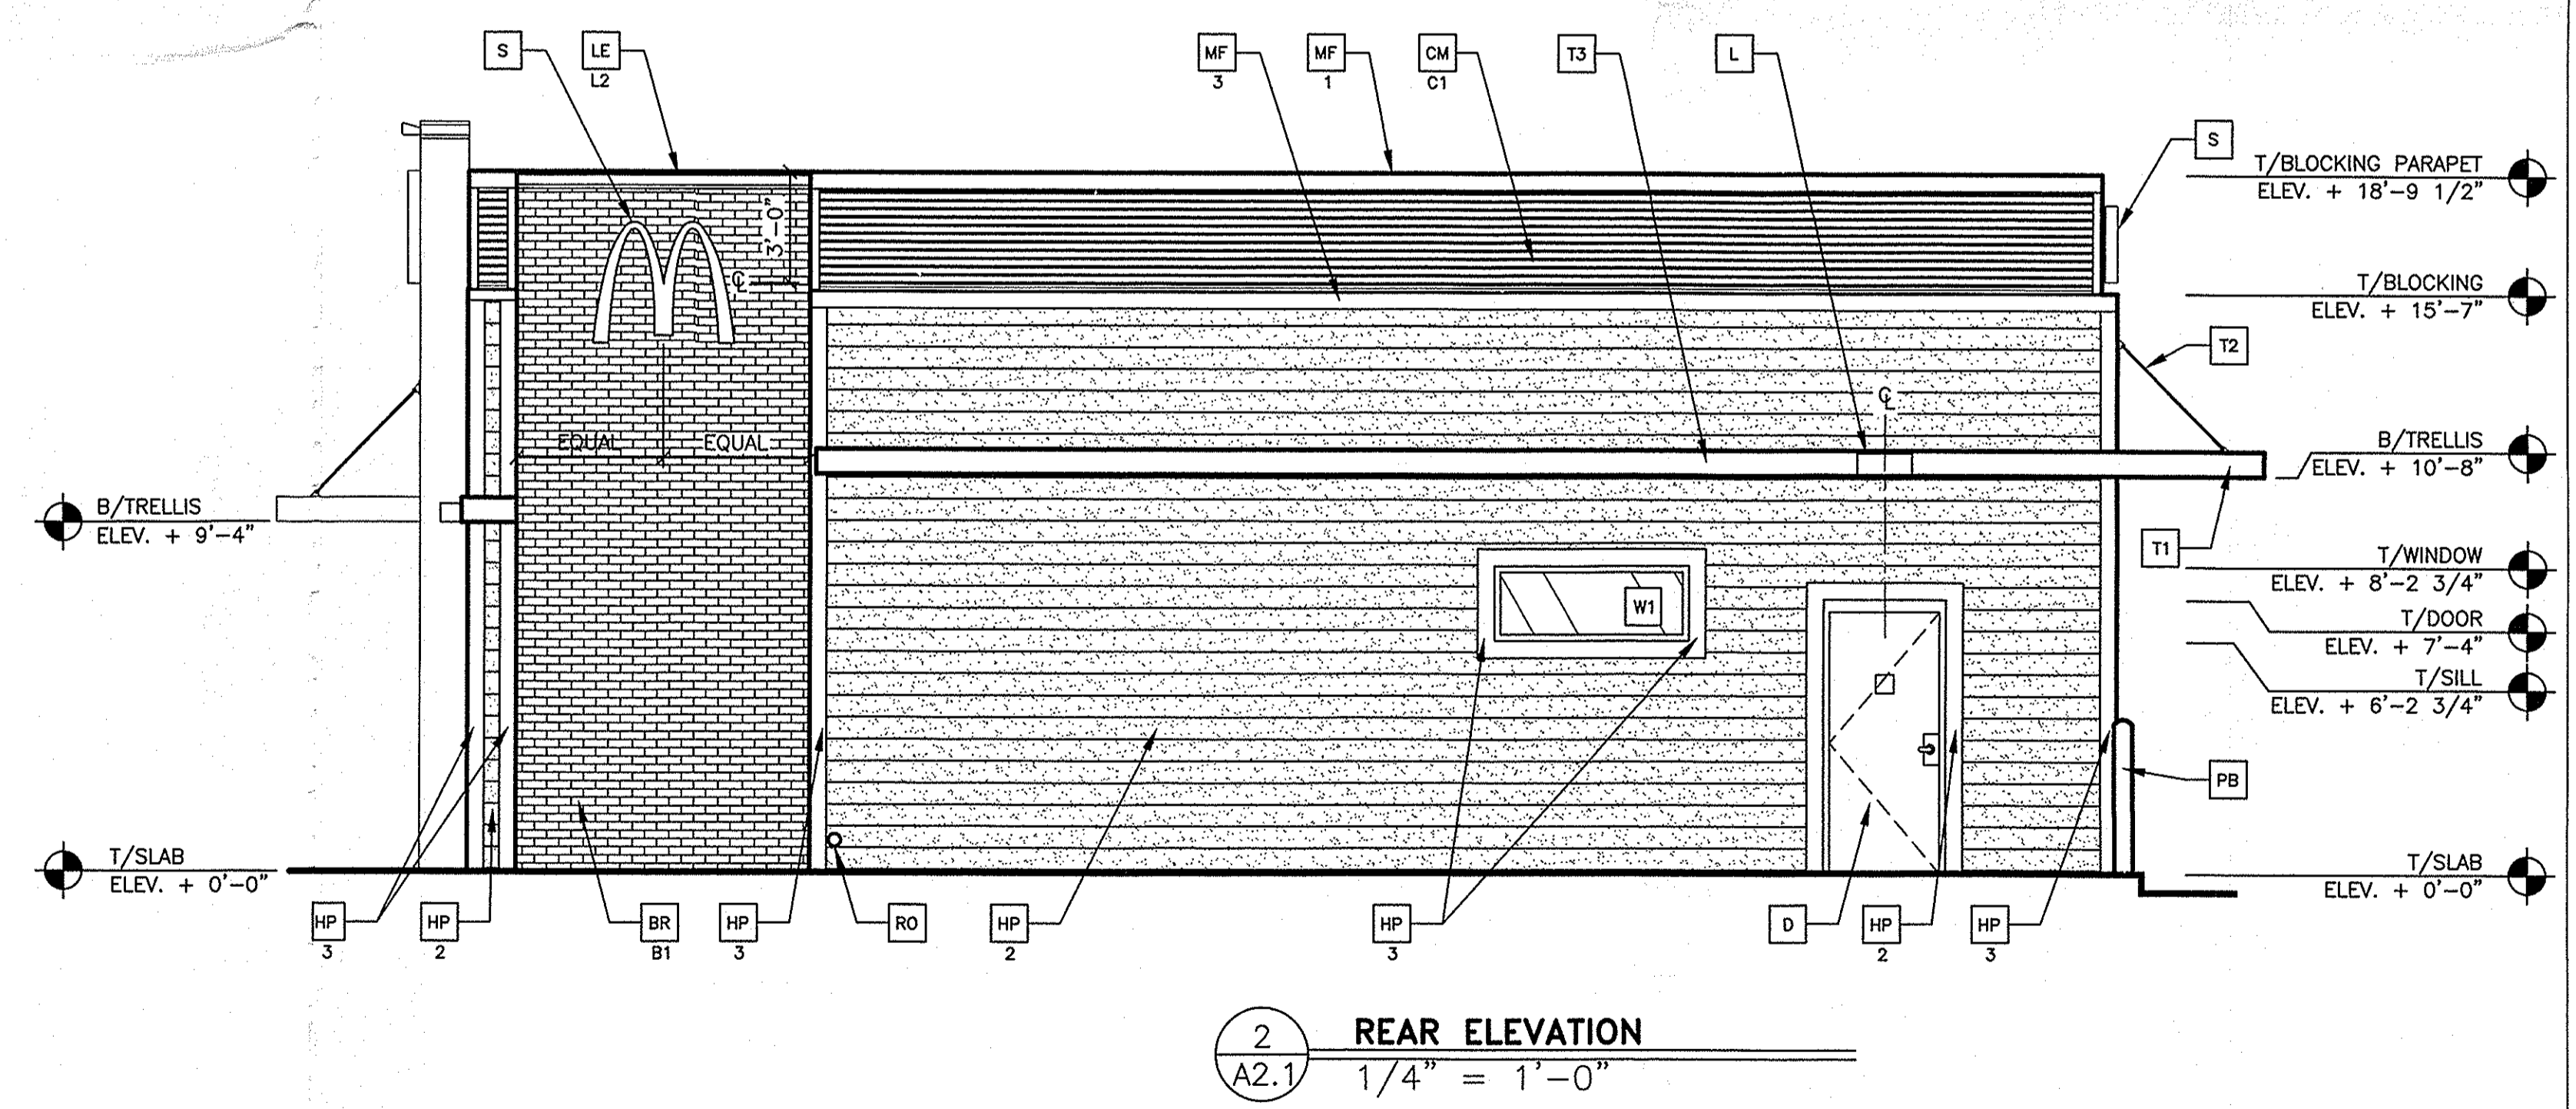 S
LE
L2
MF
3
MF
1
CM
C1
T3
L
S
T/BLOCKING PARAPET
ELEV. + 18'-9 1/2"
3'-0"
℄
T/BLOCKING
ELEV. + 15'-7"
T2
℄
EQUAL
EQUAL
B/TRELLIS
ELEV. + 10'-8"
B/TRELLIS
ELEV. + 9'-4"
T1
T/WINDOW
ELEV. + 8'-2 3/4"
W1
T/DOOR
ELEV. + 7'-4"
T/SILL
ELEV. + 6'-2 3/4"
PB
T/SLAB
ELEV. + 0'-0"
T/SLAB
ELEV. + 0'-0"
HP
3
HP
2
BR
B1
HP
3
RO
HP
2
HP
3
D
HP
2
HP
3
2
A2.1
REAR ELEVATION
1/4" = 1'-0"